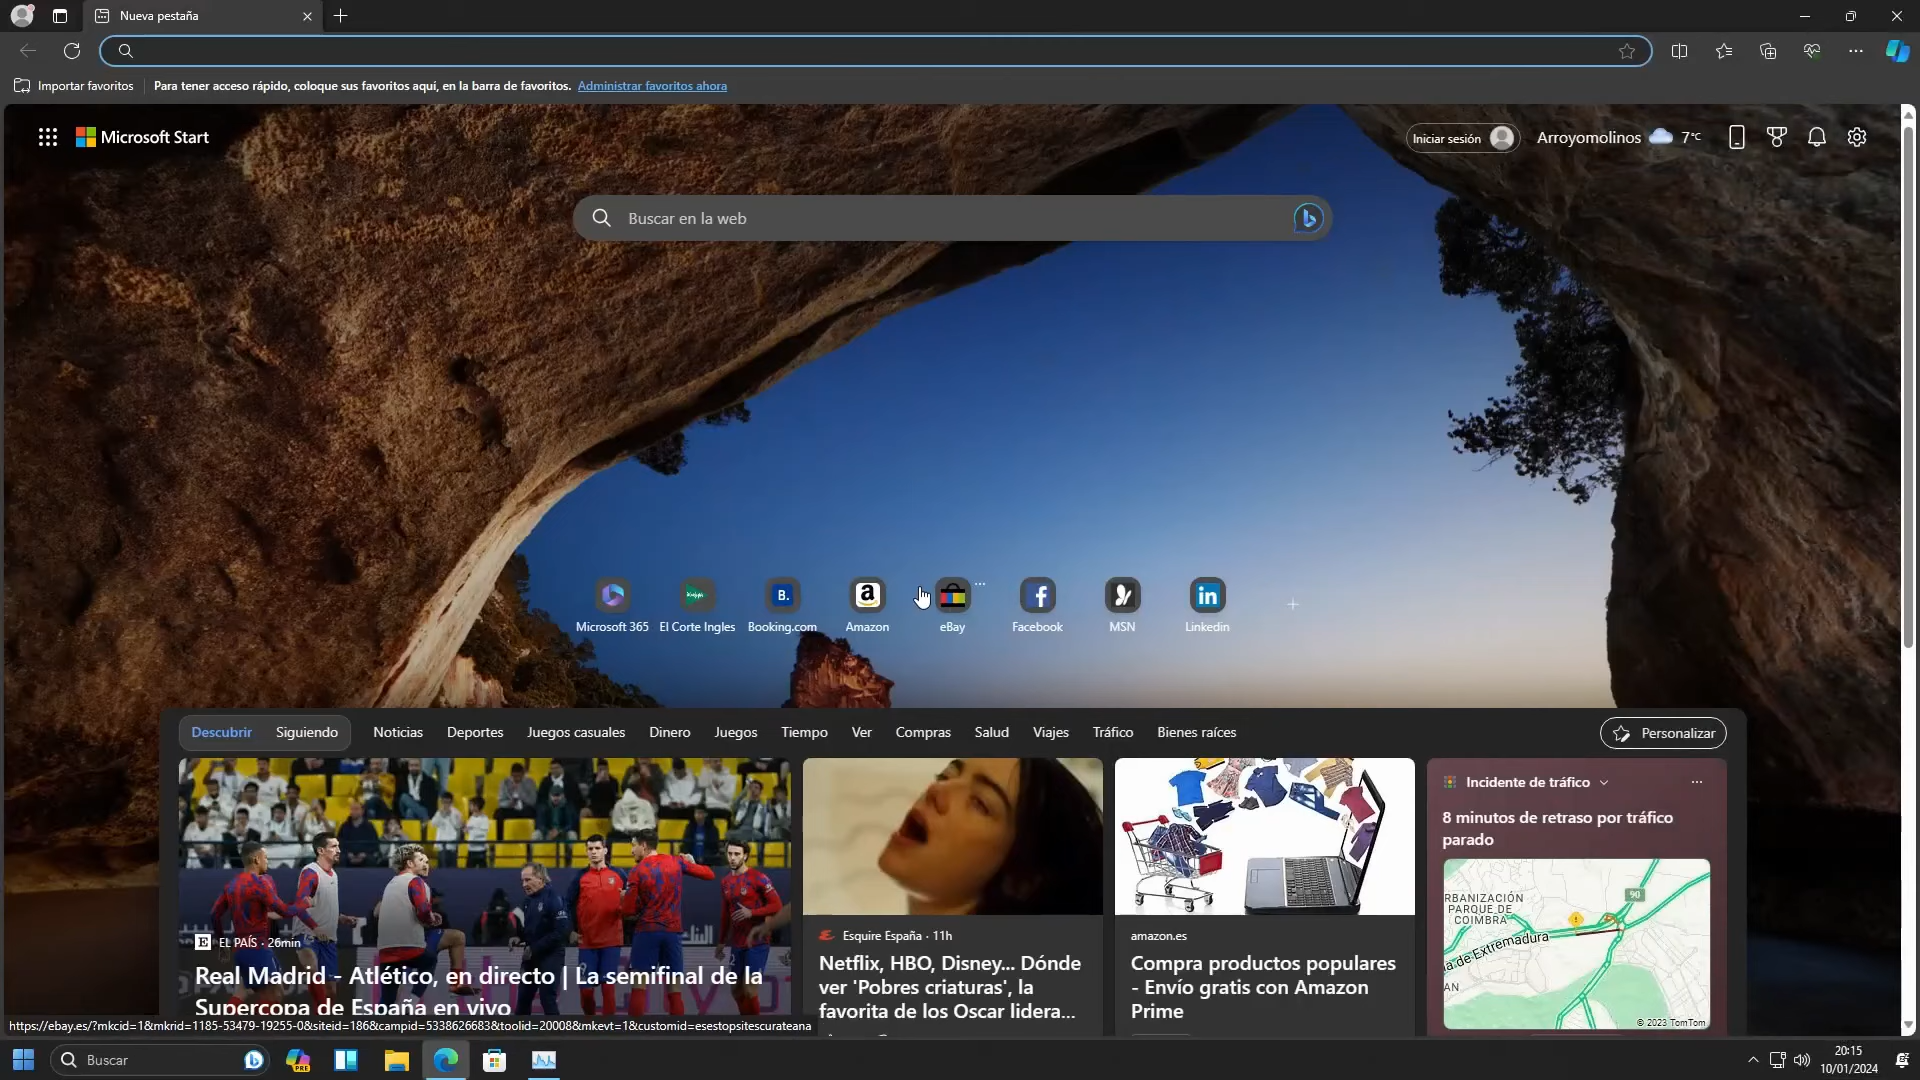 Nueva pestaña
Importar favoritos
Para tener acceso rápido, coloque sus favoritos aquí, en la barra de favoritos. Administrar favoritos ahora
Microsoft Start
Iniciar sesión
Arroyomolinos 7°C
Buscar en la web
Microsoft 365
El Corte Ingles
Booking.com
Amazon
eBay
Facebook
MSN
Linkedin
Descubrir
Siguiendo
Noticias
Deportes
Juegos casuales
Dinero
Juegos
Tiempo
Ver
Compras
Salud
Viajes
Tráfico
Bienes raíces
Personalizar
EL PAÍS · 26min
Real Madrid - Atlético, en directo | La semifinal de la
Supercopa de España en vivo
Esquire España · 11h
Netflix, HBO, Disney... Dónde
ver 'Pobres criaturas', la
favorita de los Oscar lidera...
amazon.es
Compra productos populares
- Envío gratis con Amazon
Prime
Incidente de tráfico
8 minutos de retraso por tráfico
parado
RBANIZACIÓN
PARQUE DE
COIMBRA
90
ía de Extremadura
AN
© 2023 TomTom
https://ebay.es/?mkcid=1&mkrid=1185-53479-19255-0&siteid=186&campid=5338626683&toolid=20008&mkevt=1&customid=esestopsitescurateana
Buscar
PRE
20:15
10/01/2024